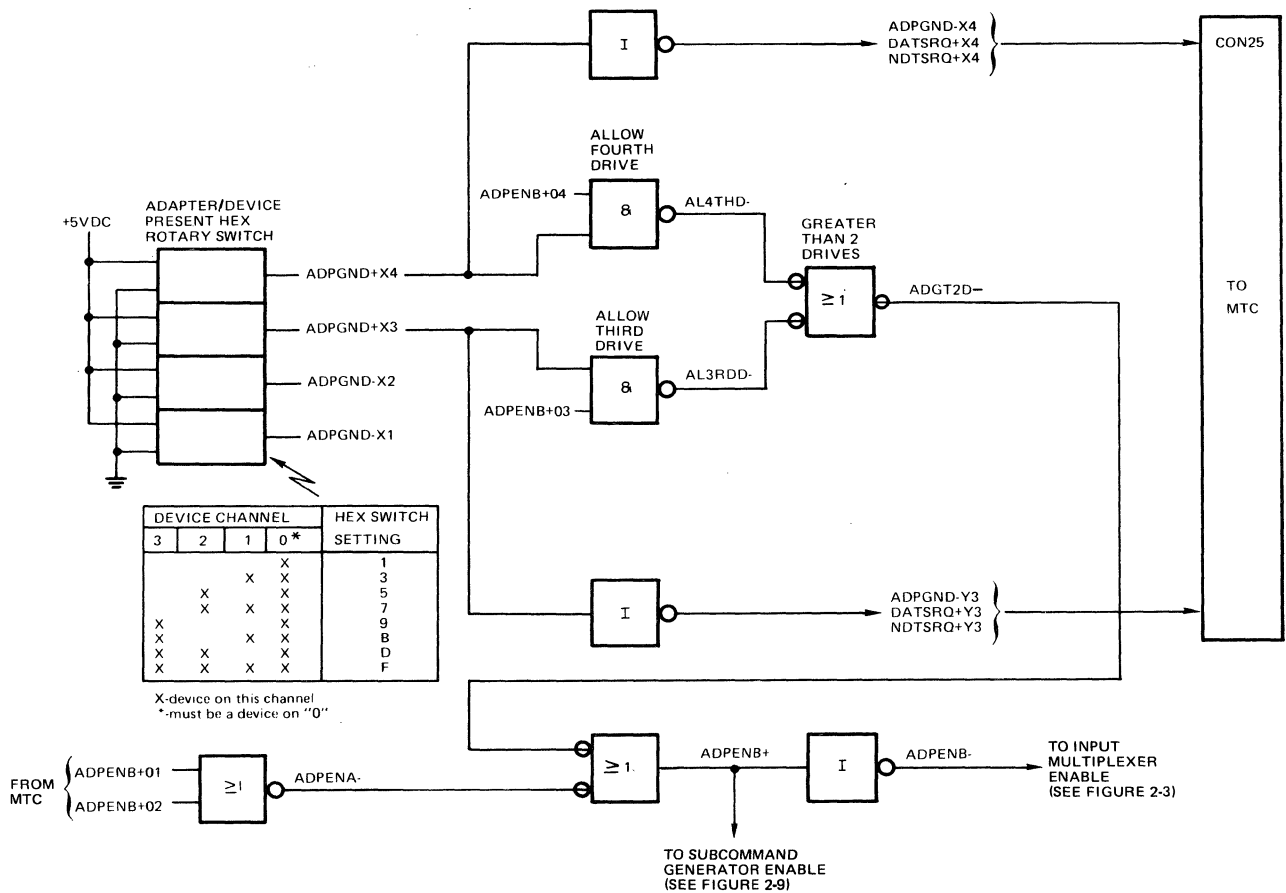 ADPGND-X4
DATSRQ+X4
NDTSRQ+X4
I
CON25
TO
MTC
ALLOW
FOURTH
DRIVE
ADPENB+04
&
AL4THD-
GREATER
THAN 2
DRIVES
≥1
ADGT2D–
ADAPTER/DEVICE
PRESENT HEX
ROTARY SWITCH
+5VDC
ADPGND+X4
ADPGND+X3
ADPGND-X2
ADPGND-X1
ALLOW
THIRD
DRIVE
&
AL3RDD-
ADPENB+03
DEVICE CHANNEL HEX SWITCH
3 2 1 0* SETTING
X 1
X X 3
X X 5
X X X 7
X X 9
X X X B
X X X D
X X X X F
X-device on this channel
*-must be a device on "0"
I
ADPGND-Y3
DATSRQ+Y3
NDTSRQ+Y3
FROM
MTC
ADPENB+01
ADPENB+02
≥1
ADPENA-
≥1.
ADPENB+
I
ADPENB-
TO INPUT
MULTIPLEXER
ENABLE
(SEE FIGURE 2-3)
TO SUBCOMMAND
GENERATOR ENABLE
(SEE FIGURE 2-9)